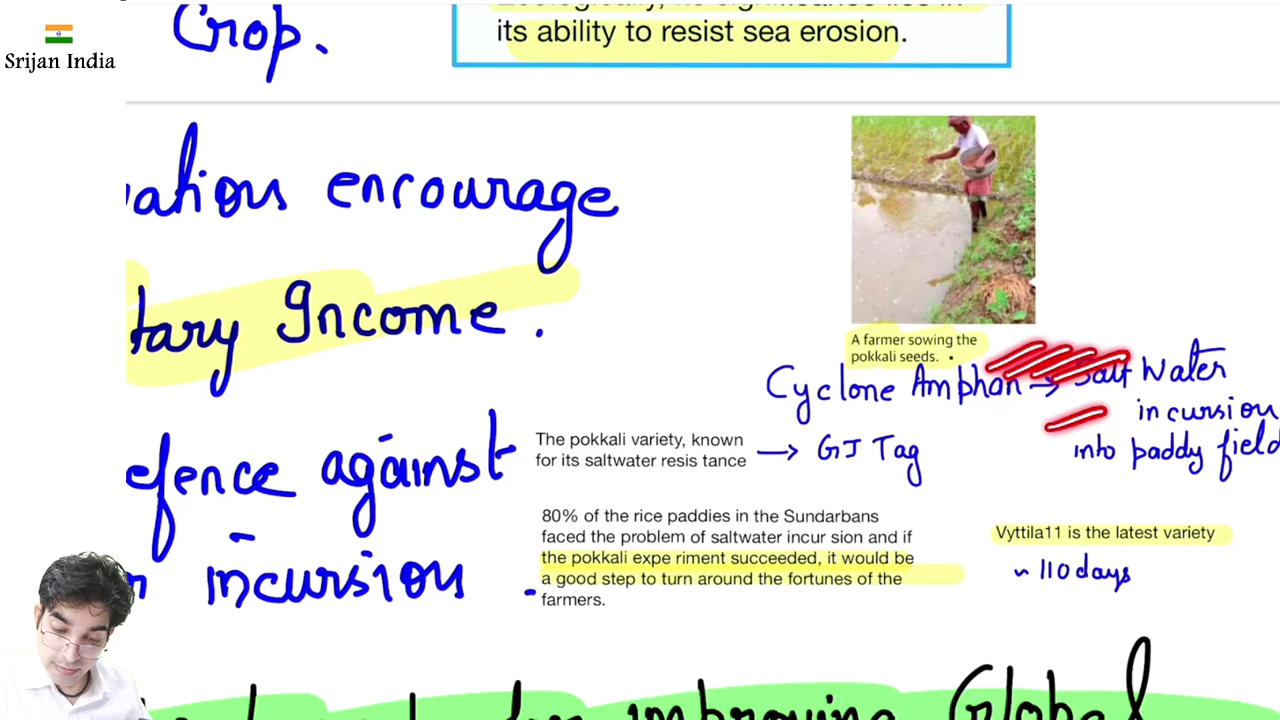 Srijan India
Crop.
its ability to resist sea erosion.
encourage
Income.
A farmer sowing the
pokkali seeds.
Cyclone Amphan → Salt Water
incursion
into paddy field
against
The pokkali variety, known
for its saltwater resis tance
→ GI Tag
incursion
80% of the rice paddies in the Sundarbans
faced the problem of saltwater incur sion and if
the pokkali expe riment succeeded, it would be
a good step to turn around the fortunes of the
farmers.
Vyttila11 is the latest variety
~ 110 days
for improving Global